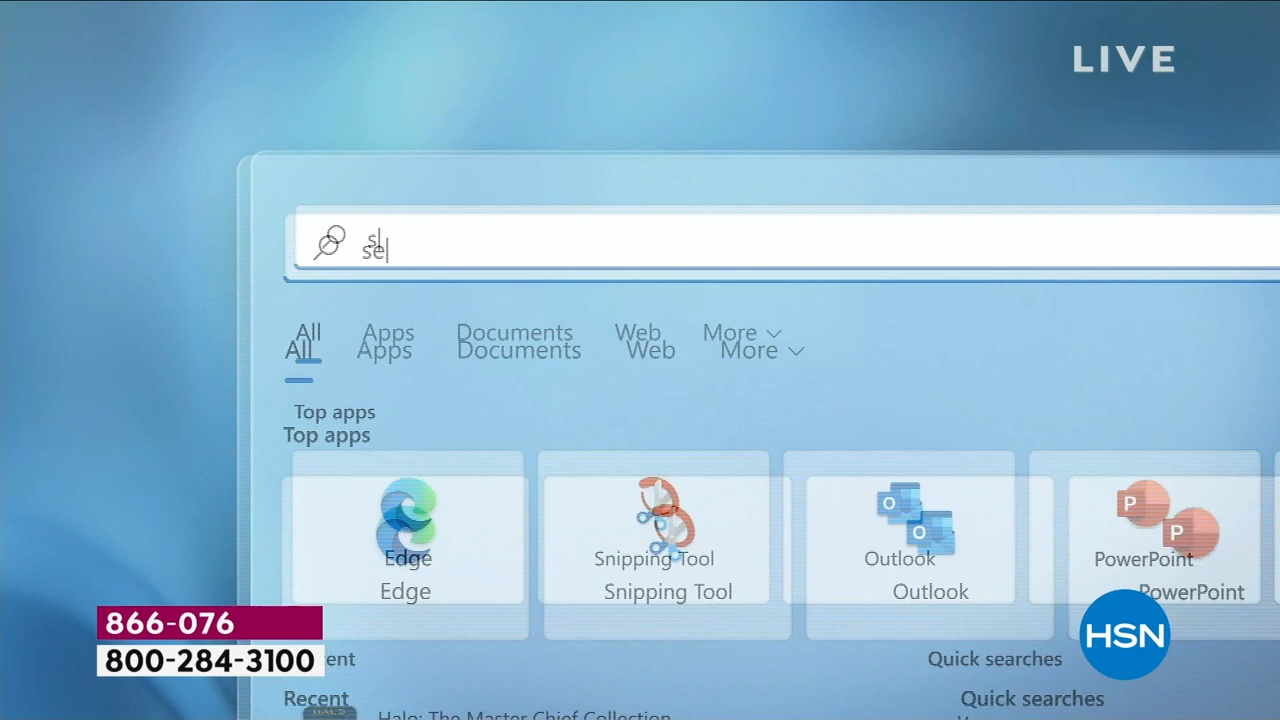 LIVE
s
se
All Apps Documents Web More
All Apps Documents Web More
Top apps
Top apps
Edge Snipping Tool Outlook PowerPoint
Edge Snipping Tool Outlook PowerPoint
P
P
O
O
866-076
800-284-3100
HSN
ent Quick searches
Recent Quick searches
HALO
Halo: The Master Chief Collection